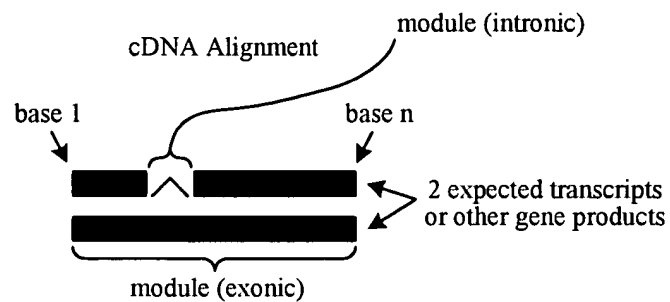 module (intronic)
cDNA Alignment
base 1
base n
2 expected transcripts
or other gene products
module (exonic)